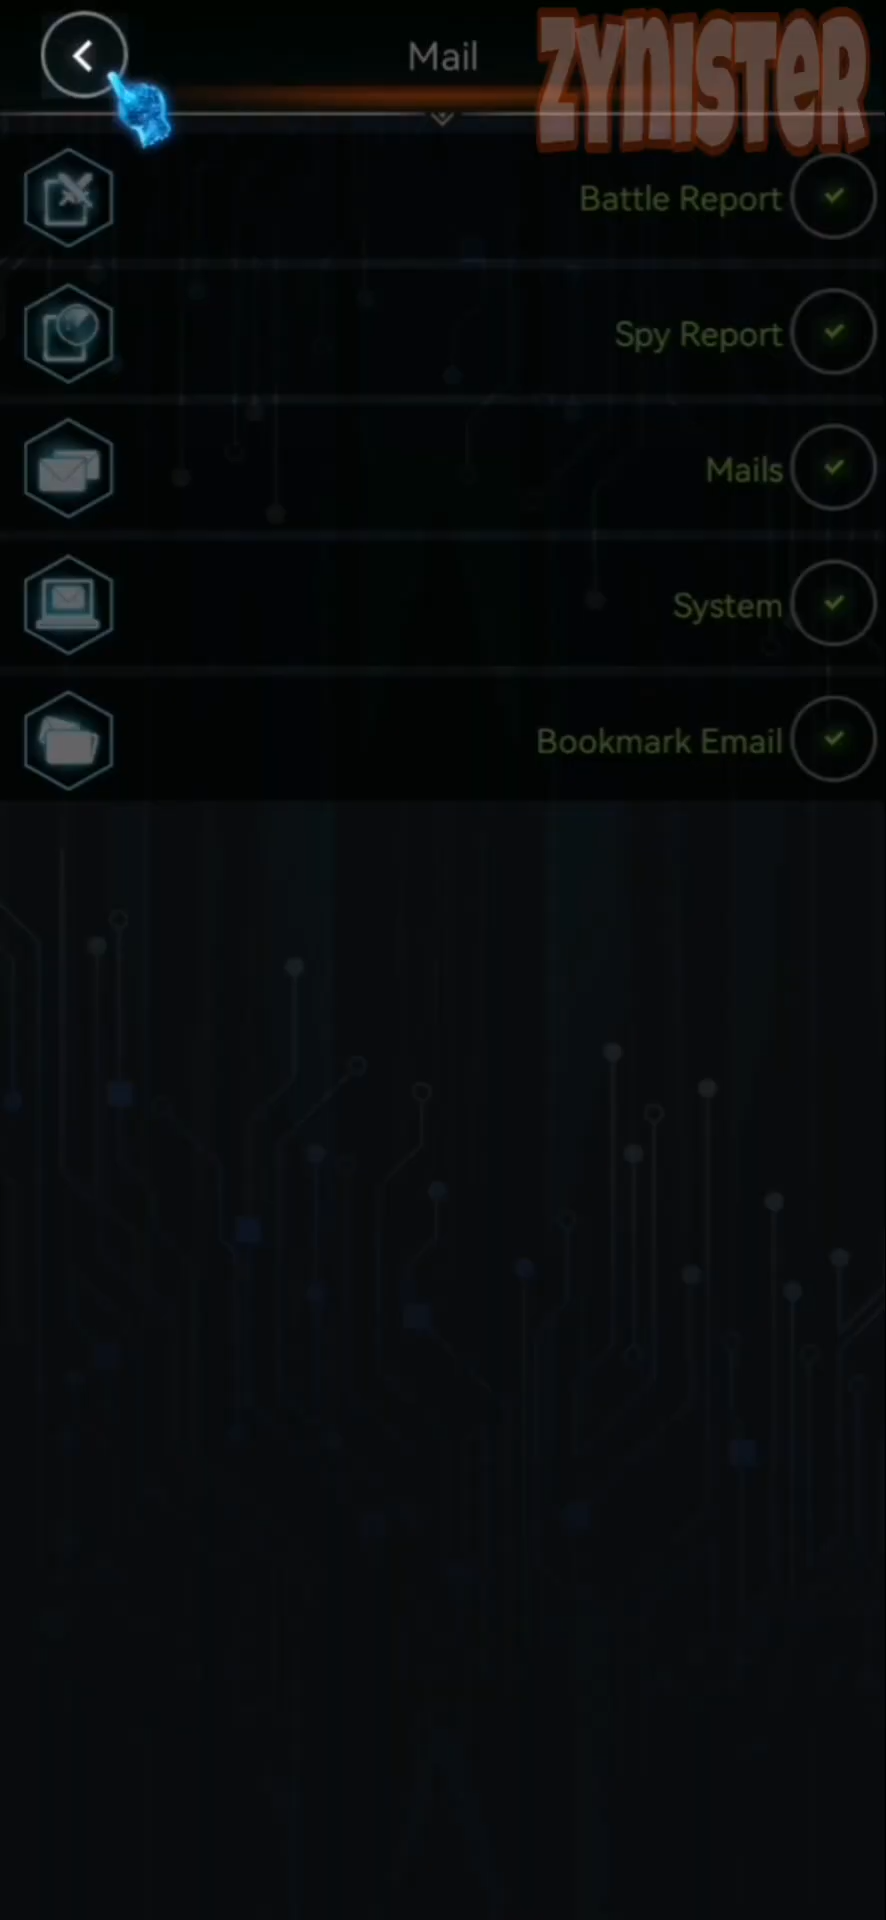 Mail
ZYNISTER
Battle Report
Spy Report
Mails
System
Bookmark Email